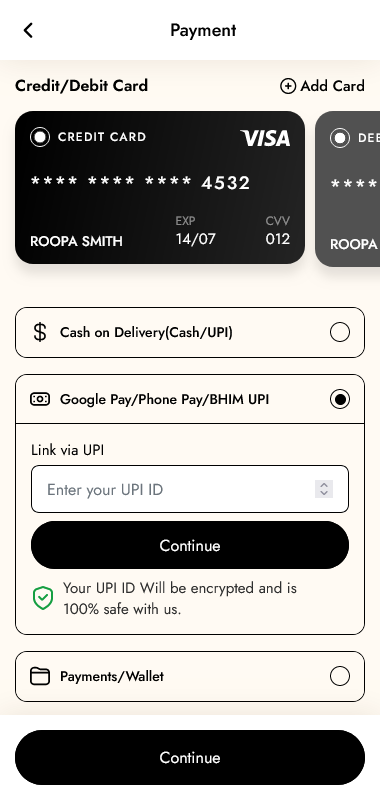 Payment
Credit/Debit Card
Add Card
CREDIT CARD
VISA
**** **** **** 4532
EXP
CVV
ROOPA SMITH
14/07
012
DEB
****
ROOPA
Cash on Delivery(Cash/UPI)
Google Pay/Phone Pay/BHIM UPI
Link via UPI
Enter your UPI ID
Continue
Your UPI ID Will be encrypted and is
100% safe with us.
Payments/Wallet
Continue